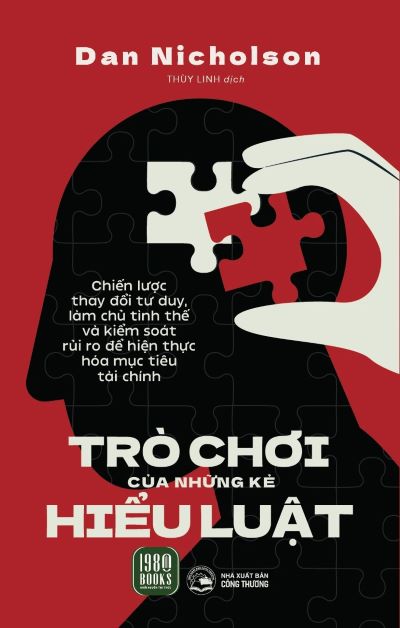 Dan Nicholson
THÙY LINH dịch
Chiến lược
thay đổi tư duy,
làm chủ tình thế
và kiểm soát
rủi ro để hiện thực
hóa mục tiêu
tài chính
TRÒ CHƠI
CỦA NHỮNG KẺ
HIỂU LUẬT
1980
BOOKS
NHÀ XUẤT BẢN
CÔNG THƯƠNG